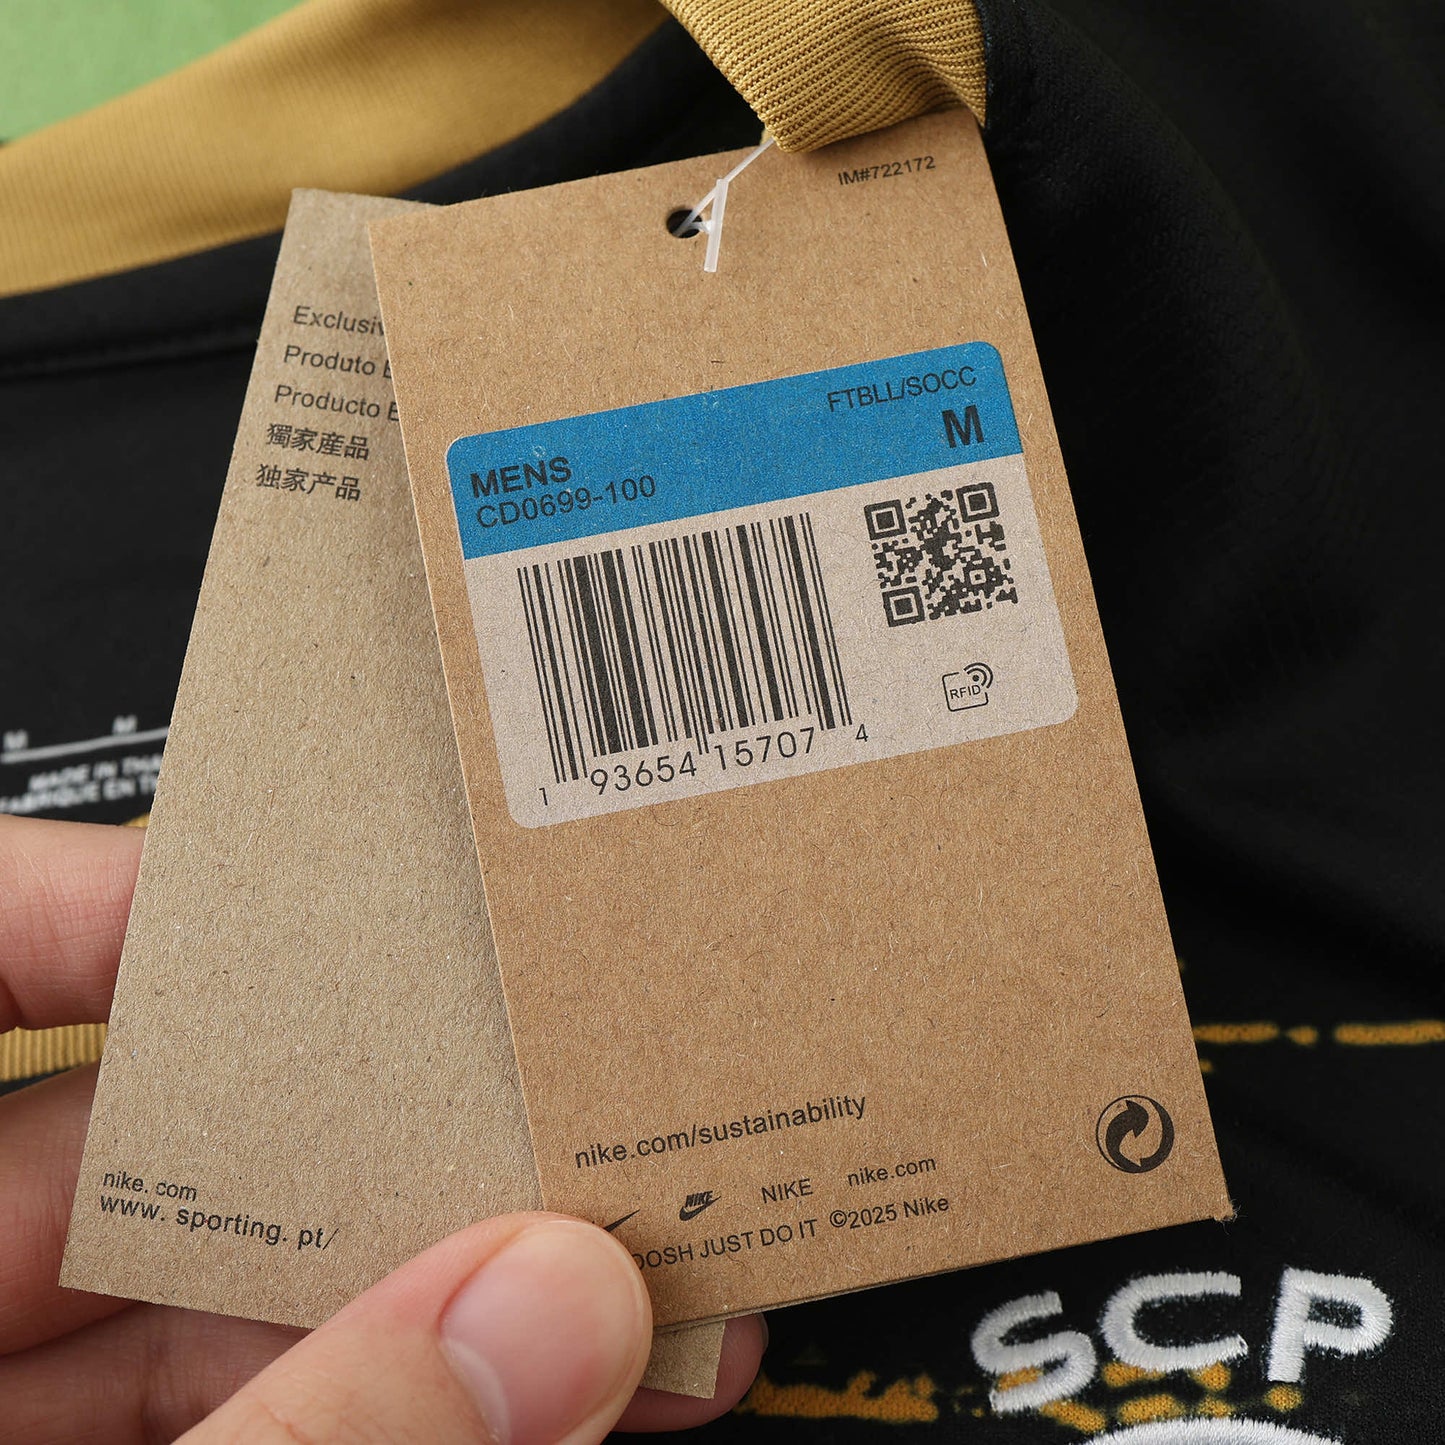 IM#722172
Exclusiv
Produto E
Producto E
獨家產品
独家产品
FTBLL/SOCC
M
MENS
CD0699-100
RFID
1 93654 15707 4
M M
MADE IN THA
FABRIQUE EN T
nike.com/sustainability
NIKE NIKE nike.com
OOSH JUST DO IT ©2025 Nike
nike. com
www. sporting. pt/
SCP